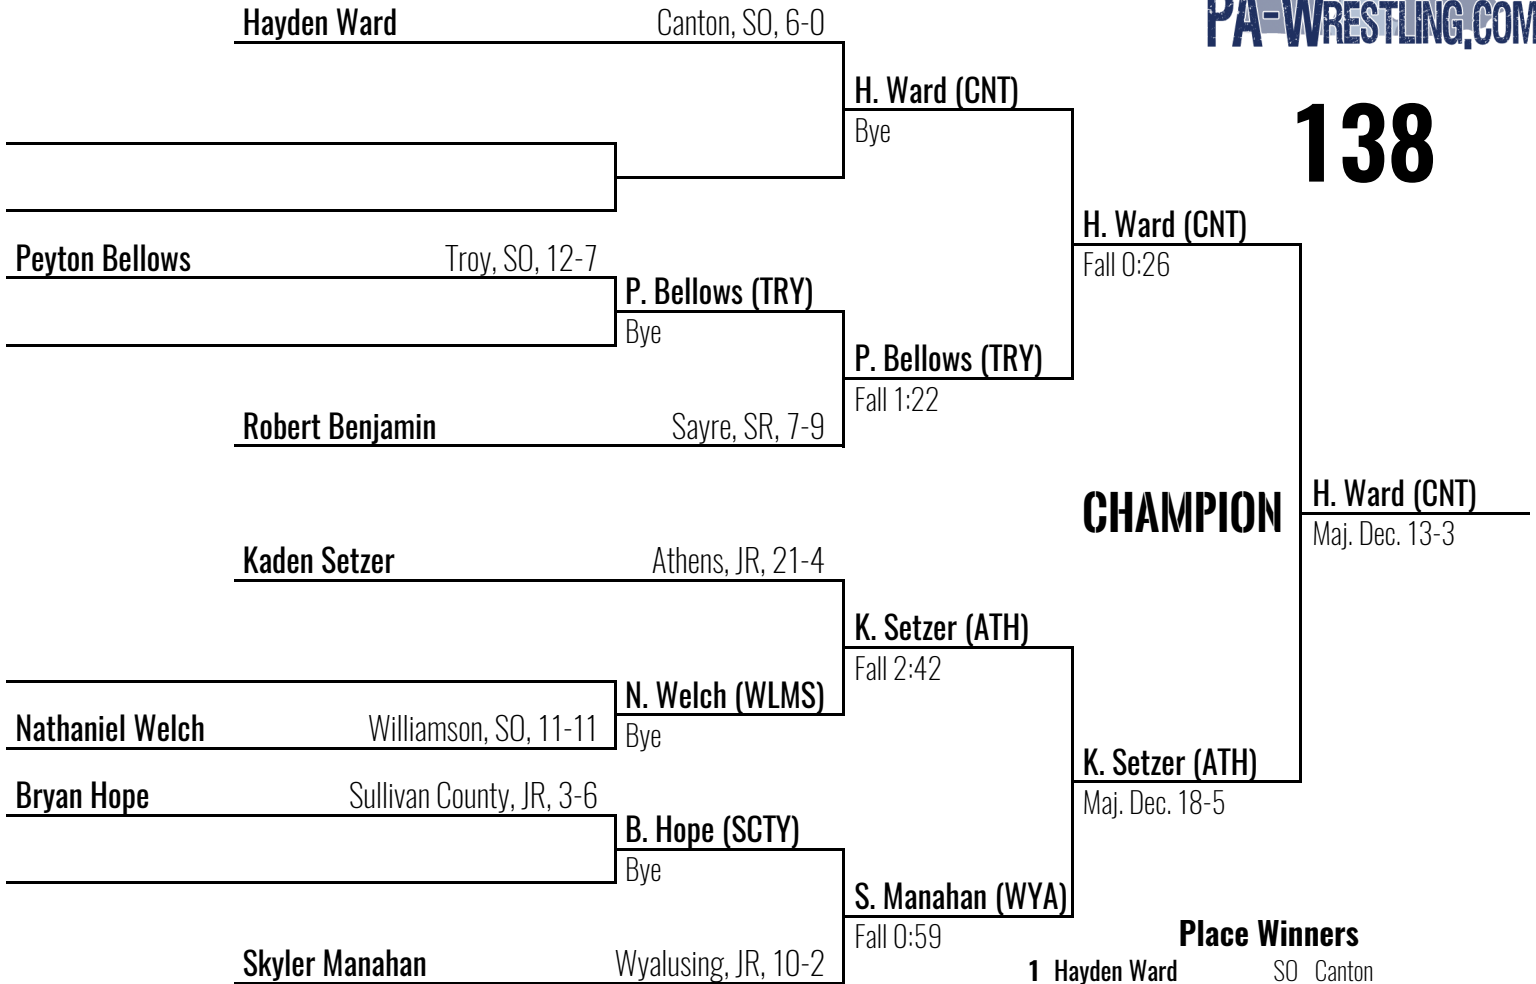 Hayden Ward Canton, SO, 6-0
PA-WRESTLING.COM
H. Ward (CNT)
Bye
138
H. Ward (CNT)
Fall 0:26
Peyton Bellows Troy, SO, 12-7
P. Bellows (TRY)
Bye
P. Bellows (TRY)
Fall 1:22
Robert Benjamin Sayre, SR, 7-9
CHAMPION
H. Ward (CNT)
Maj. Dec. 13-3
Kaden Setzer Athens, JR, 21-4
K. Setzer (ATH)
Fall 2:42
N. Welch (WLMS)
Bye
Nathaniel Welch Williamson, SO, 11-11
K. Setzer (ATH)
Maj. Dec. 18-5
Bryan Hope Sullivan County, JR, 3-6
B. Hope (SCTY)
Bye
S. Manahan (WYA)
Fall 0:59
Skyler Manahan Wyalusing, JR, 10-2
Place Winners
1 Hayden Ward SO Canton